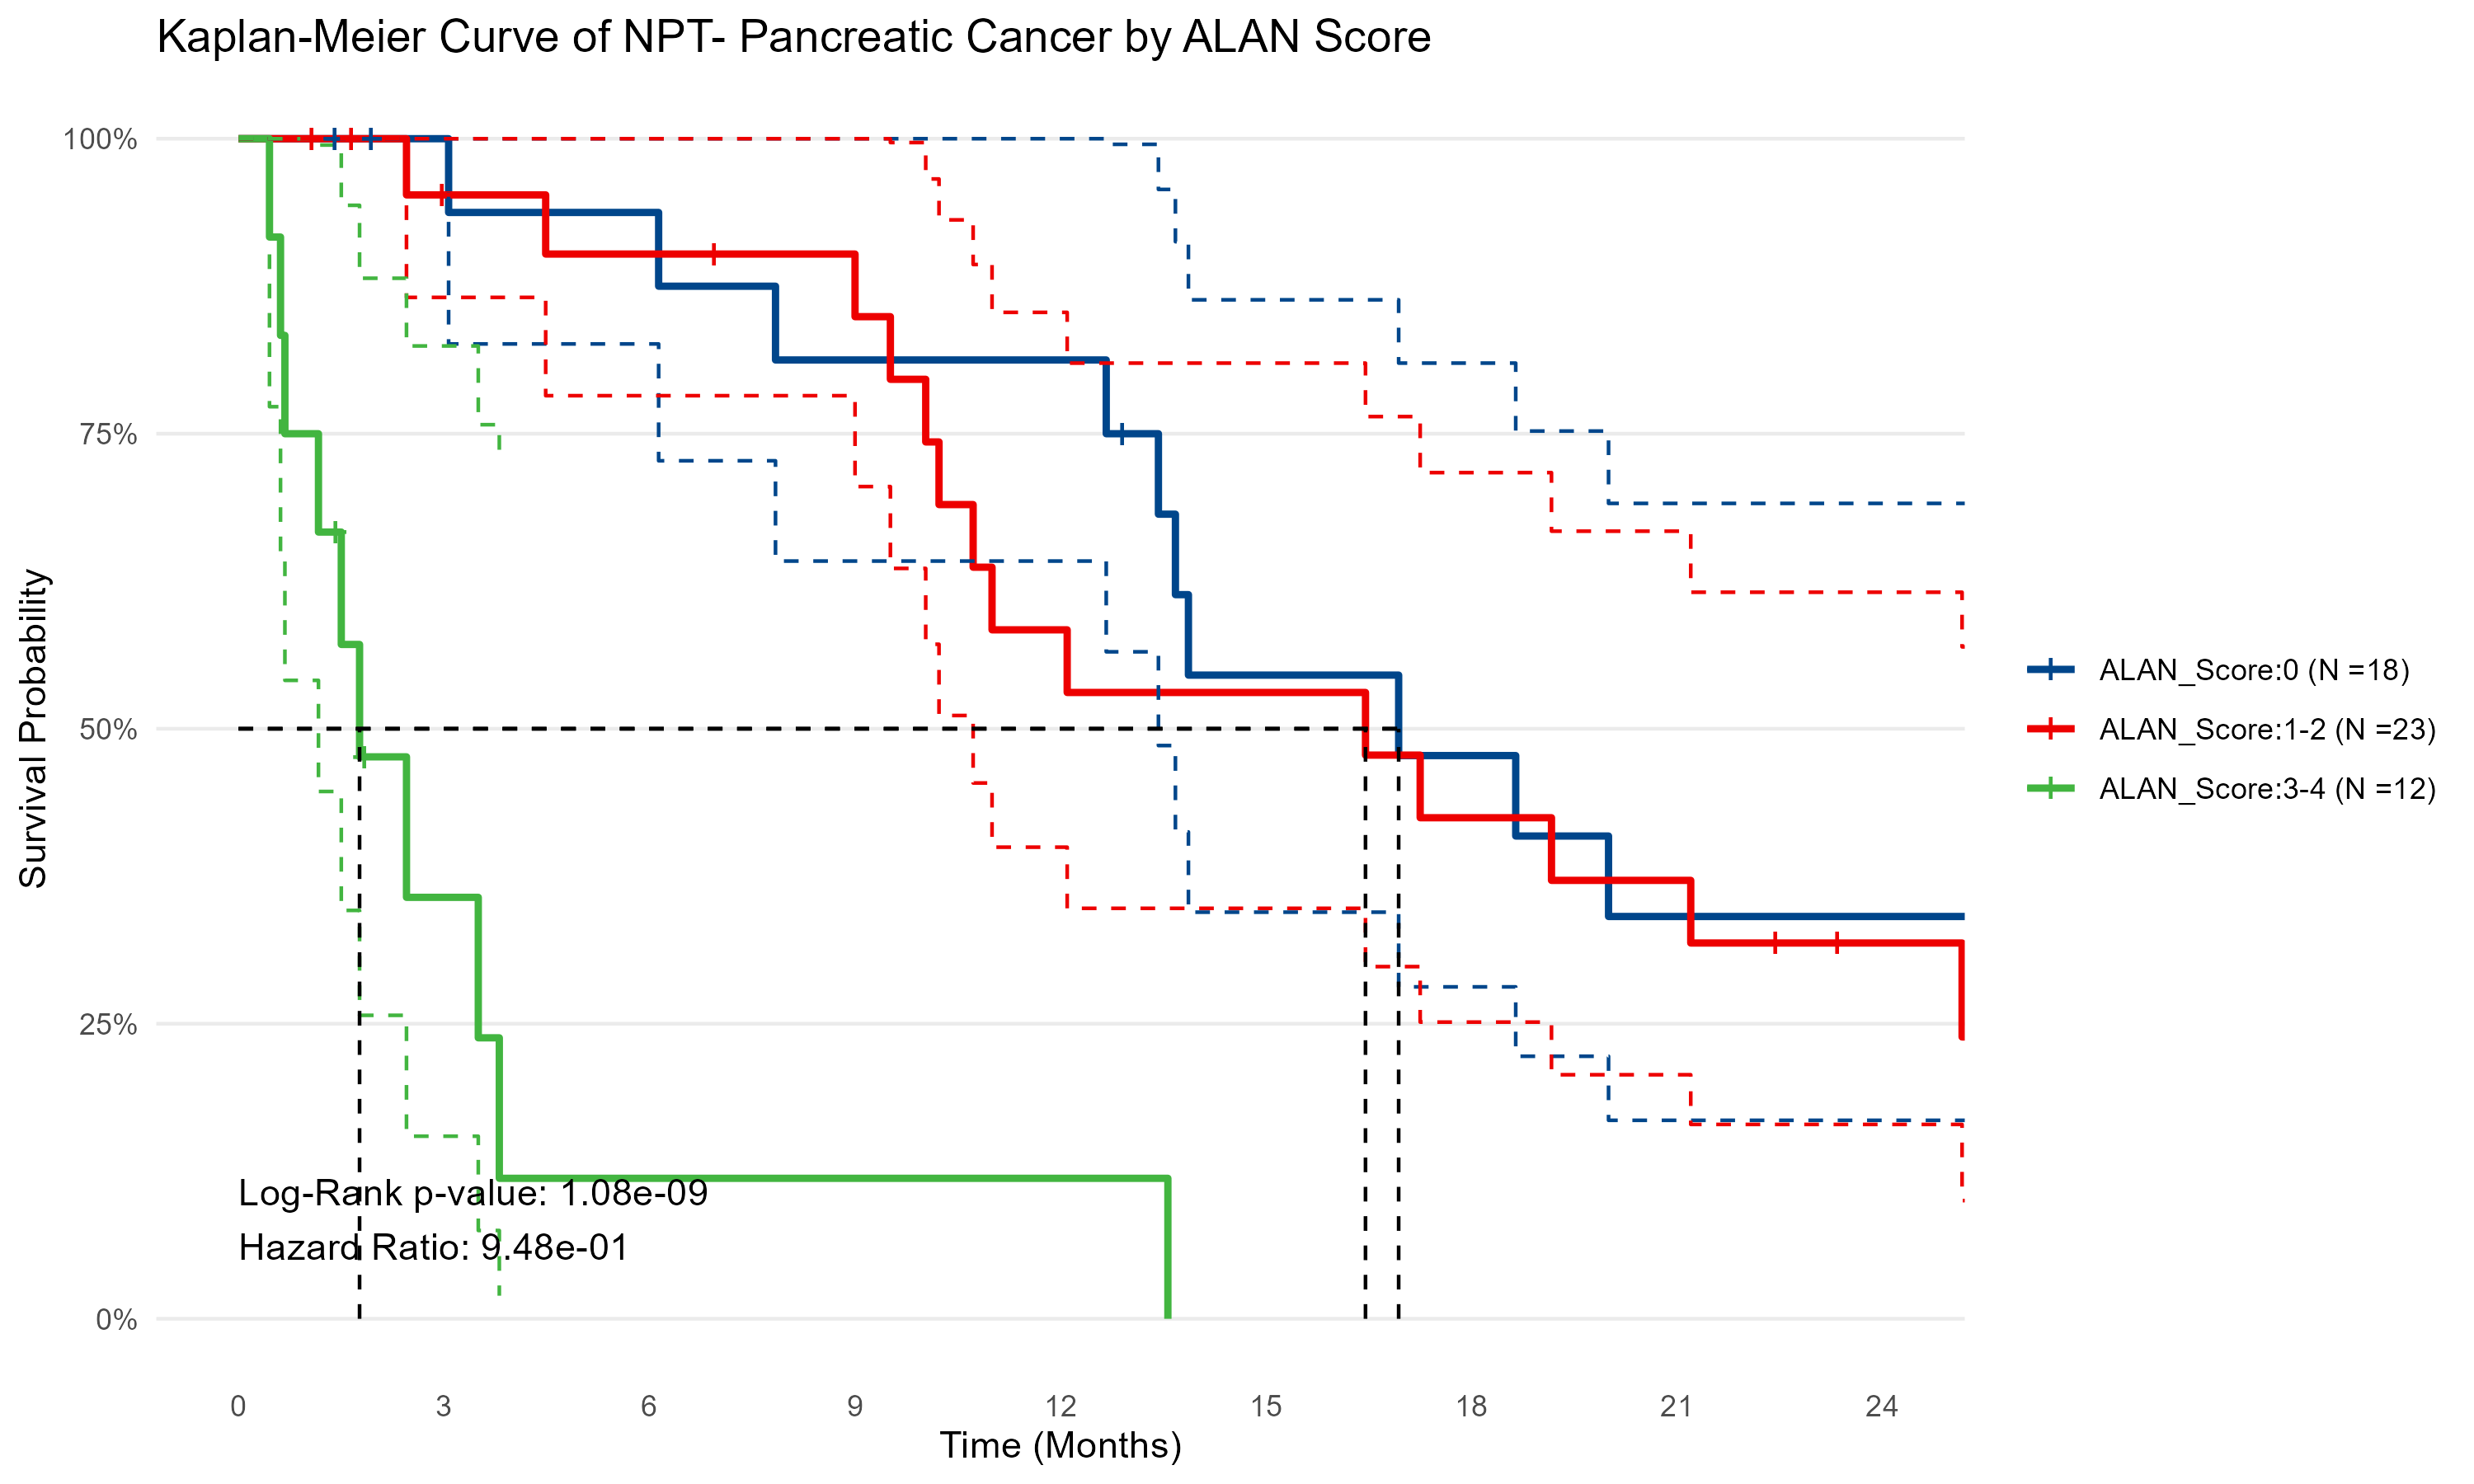 Kaplan-Meier Curve of NPT- Pancreatic Cancer by ALAN Score
100%
75%
50%
25%
0%
Survival Probability
Log-Rank p-value: 1.08e-09
Hazard Ratio: 9.48e-01
0 3 6 9 12 15 18 21 24
Time (Months)
ALAN_Score:0 (N =18)
ALAN_Score:1-2 (N =23)
ALAN_Score:3-4 (N =12)